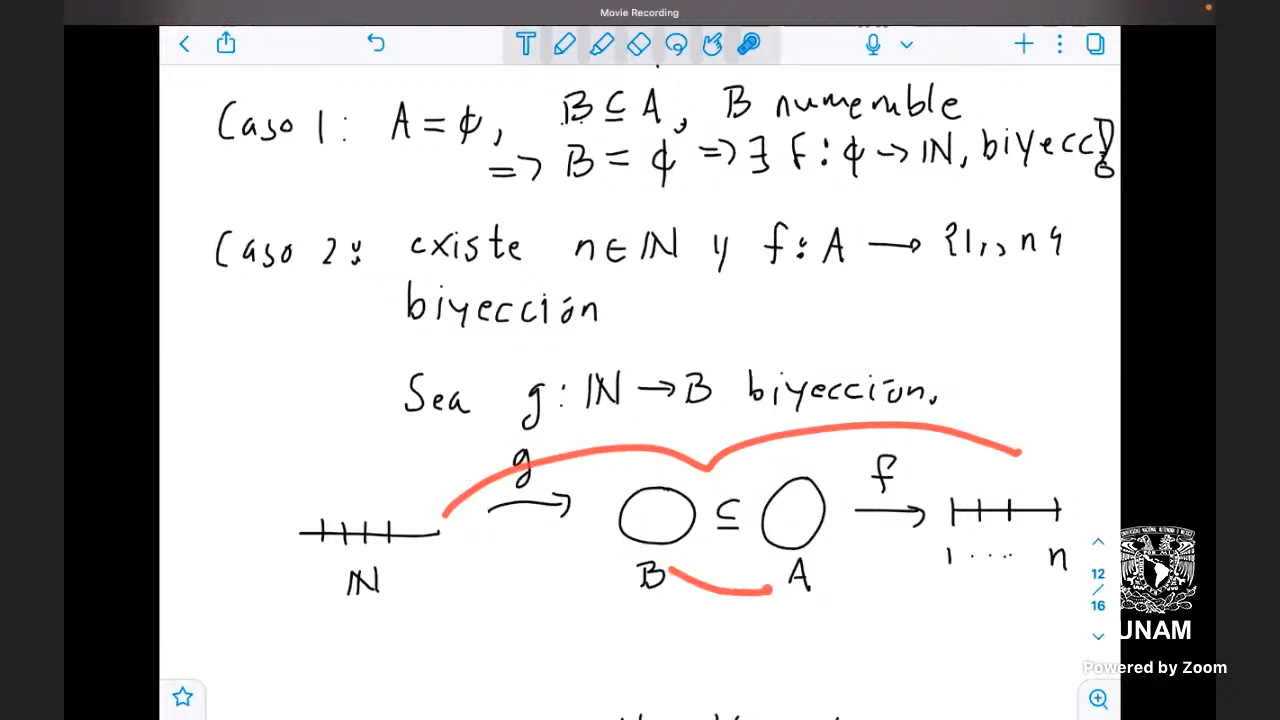 Movie Recording
Caso 1: A = ∅, B ⊆ A, B numerable
=> B = ∅ => ∃ f: ∅ → ℕ, biyecc
Caso 2: existe n ∈ ℕ y f: A → {1,., n}
biyección
Sea g: ℕ → B biyección.
g f
⊆
1 .... n
ℕ B A
12
/
16
UNAM
Powered by Zoom